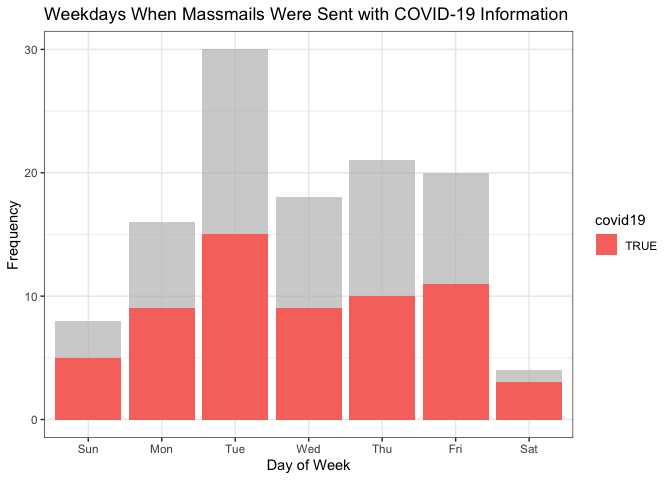 Weekdays When Massmails Were Sent with COVID-19 Information
30
20
10
0
Frequency
Sun Mon Tue Wed Thu Fri Sat
Day of Week
covid19
TRUE